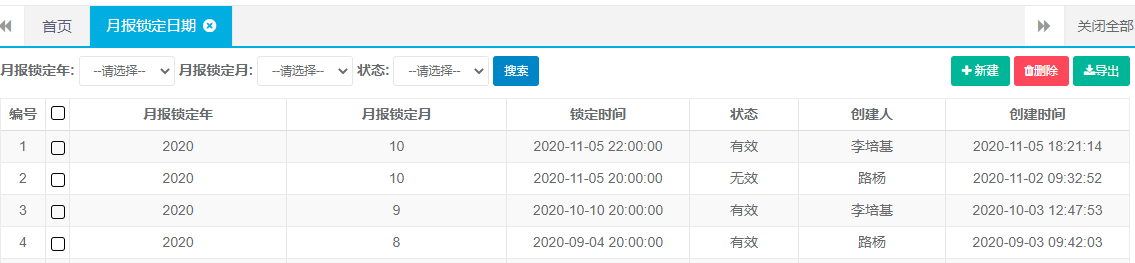 首页 月报锁定日期 关闭全部
月报锁定年: --请选择-- 月报锁定月: --请选择-- 状态: --请选择-- 搜索 新建 删除 导出
编号 月报锁定年 月报锁定月 锁定时间 状态 创建人 创建时间
1 2020 10 2020-11-05 22:00:00 有效 李培基 2020-11-05 18:21:14
2 2020 10 2020-11-05 20:00:00 无效 路杨 2020-11-02 09:32:52
3 2020 9 2020-10-10 20:00:00 有效 李培基 2020-10-03 12:47:53
4 2020 8 2020-09-04 20:00:00 有效 路杨 2020-09-03 09:42:03